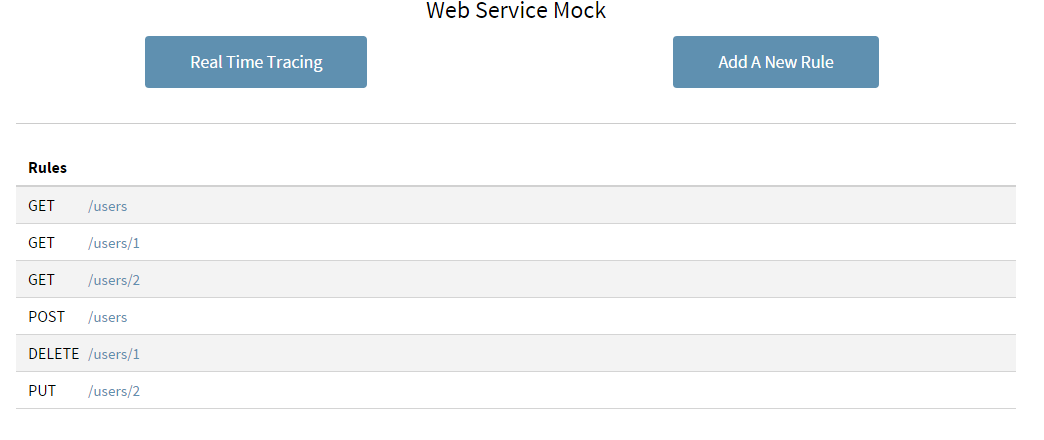 Web Service Mock
Real Time Tracing
Add A New Rule
Rules
GET /users
GET /users/1
GET /users/2
POST /users
DELETE /users/1
PUT /users/2